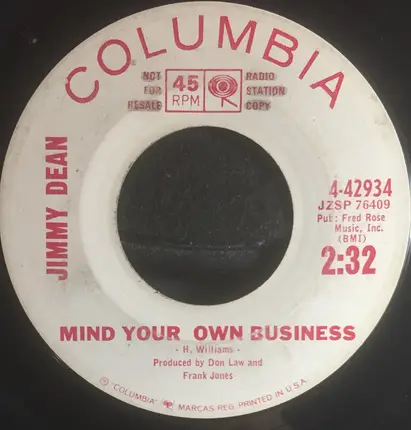 COLUMBIA
NOT FOR RESALE
45 RPM
RADIO STATION COPY
JIMMY DEAN
4-42934
JZSP 76409
Pub: Fred Rose
Music, Inc.
(BMI)
2:32
MIND YOUR OWN BUSINESS
- H. Williams -
Produced by Don Law and
Frank Jones
© "COLUMBIA" MARCAS REG. PRINTED IN U.S.A.